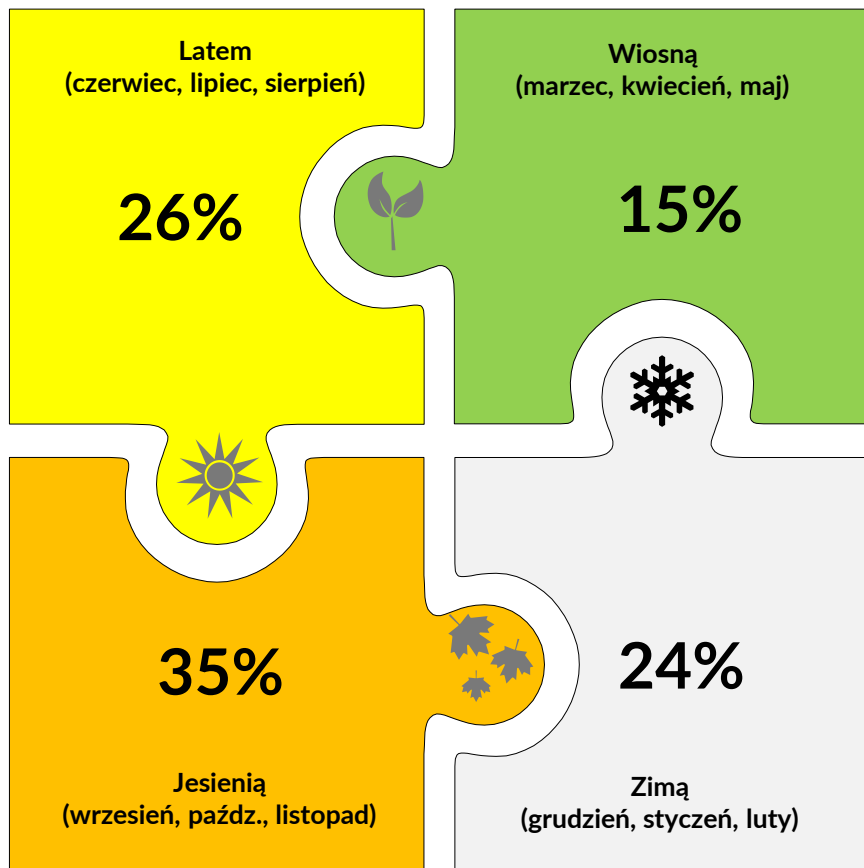 Latem
(czerwiec, lipiec, sierpień)
26%
Wiosną
(marzec, kwiecień, maj)
15%
35%
Jesienią
(wrzesień, paźdz., listopad)
24%
Zimą
(grudzień, styczeń, luty)